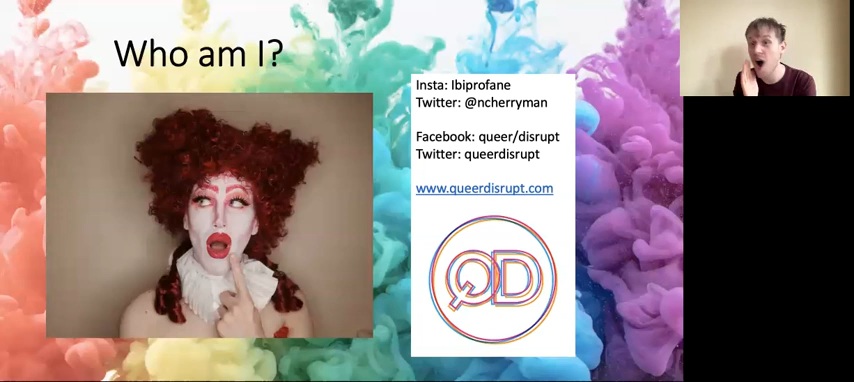 Who am I?
Insta: Ibiprofane
Twitter: @ncherryman
Facebook: queer/disrupt
Twitter: queerdisrupt
www.queerdisrupt.com
QD